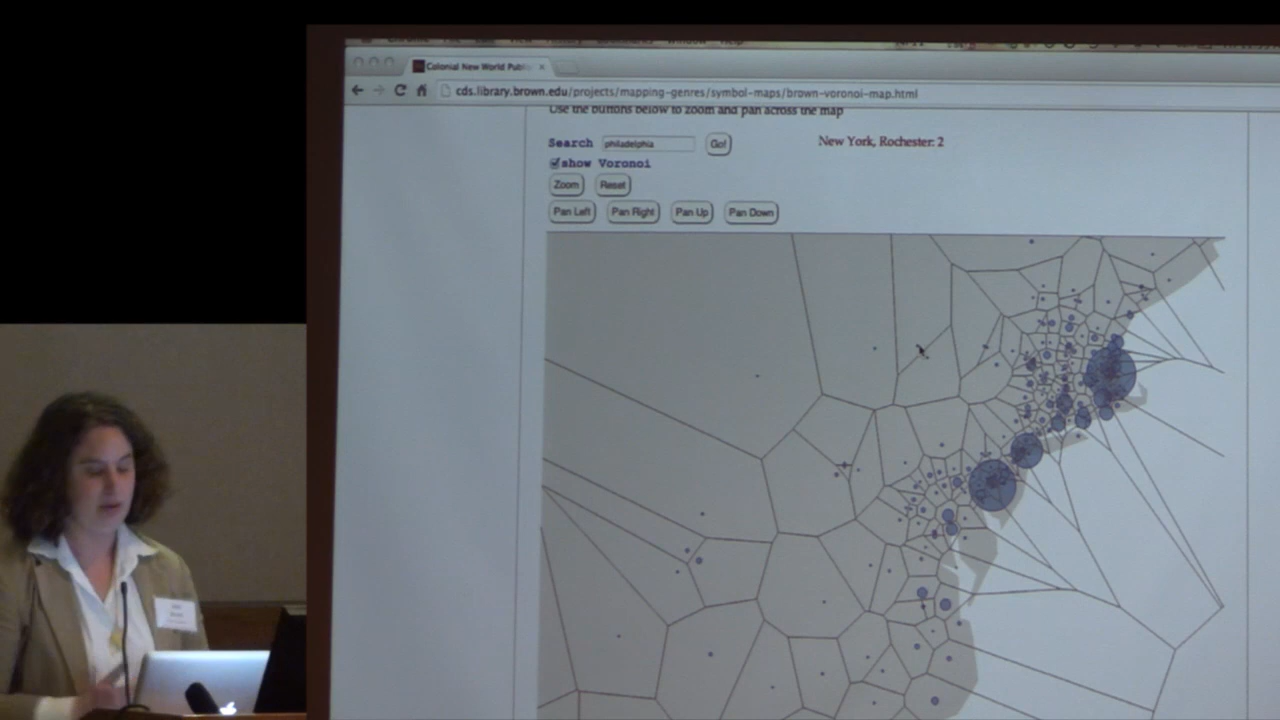 Colonial New World Publi
cds.library.brown.edu/projects/mapping-genres/symbol-maps/brown-voronoi-map.html
Use the buttons below to zoom and pan across the map
Search philadelphia Go! New York, Rochester: 2
show Voronoi
Zoom Reset
Pan Left Pan Right Pan Up Pan Down